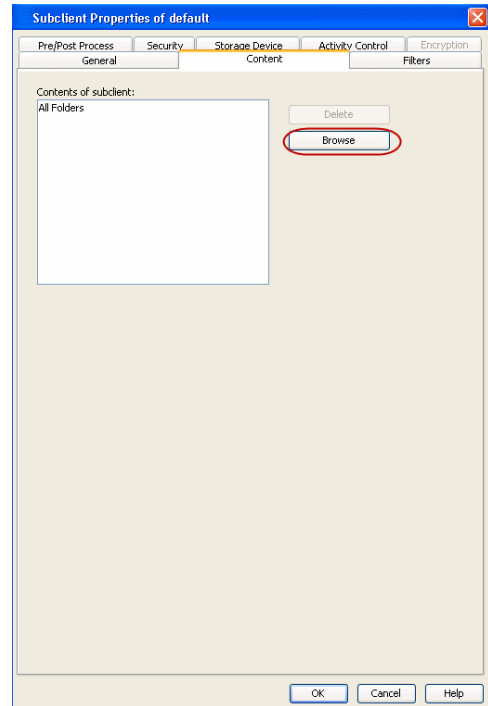 Subclient Properties of default
Pre/Post Process Security Storage Device Activity Control Encryption
General Content Filters
Contents of subclient:
All Folders
Delete
Browse
OK Cancel Help